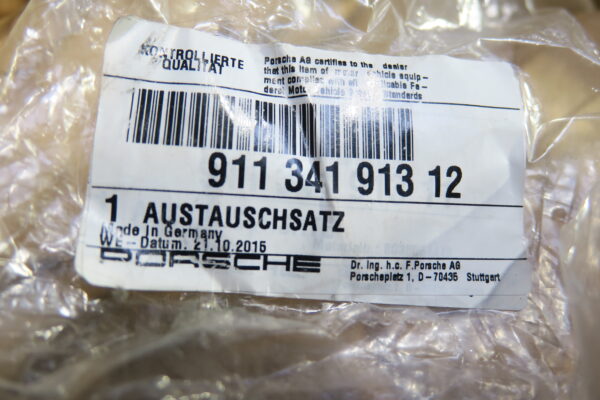 KONTROLLIERTE
QUALITÄT
Porsche AG certifies to the dealer
that this item of motor vehicle equip-
ment complies with all applicable Fe-
deral Motor Vehicle Standards
911 341 913 12
1 AUSTAUSCHSATZ
Made in Germany
WE-Datum. 21.10.2015
PORSCHE
Dr. Ing. h.c. F.Porsche AG
Porscheplatz 1, D-70435 Stuttgart